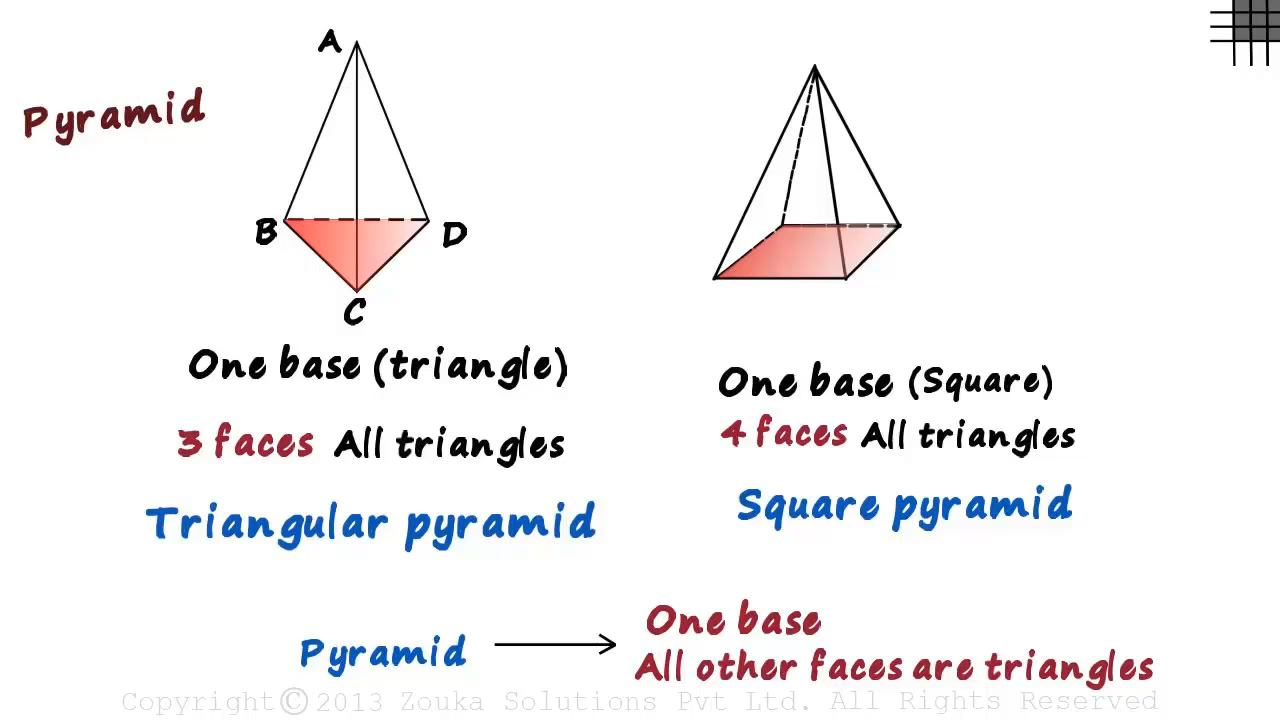 Pyramid
A
B
D
C
One base (triangle)
3 faces All triangles
Triangular pyramid
One base (Square)
4 faces All triangles
Square pyramid
Pyramid
One base
All other faces are triangles
Copyright© 2013 Zouka Solutions Pvt Ltd. All Rights Reserved